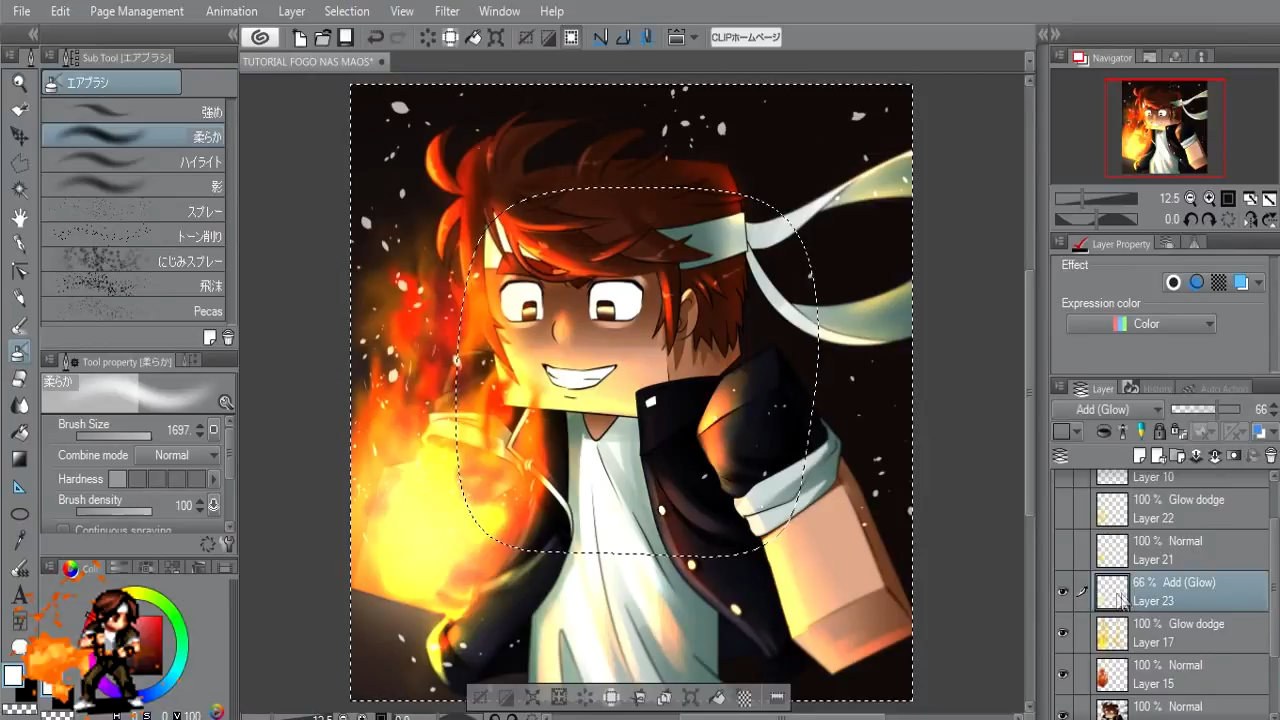 File Edit Page Management Animation Layer Selection View Filter Window Help
CLIPホームページ
Sub Tool [エアブラシ]
エアブラシ
強め
柔らか
ハイライト
影
スプレー
トーン削り
にじみスプレー
飛沫
Pecas
Tool property [柔らか]
柔らか
Brush Size 1697.
Combine mode Normal
Hardness
Brush density 100
Continuous spraying
TUTORIAL FOGO NAS MAOS*
Navigator
12.5
0.0
Layer Property
Effect
Expression color
Color
Layer History Auto Action
Add (Glow) 66
Layer 10
100 % Glow dodge
Layer 22
100 % Normal
Layer 21
66 % Add (Glow)
Layer 23
100 % Glow dodge
Layer 17
100 % Normal
Layer 15
100 % Normal